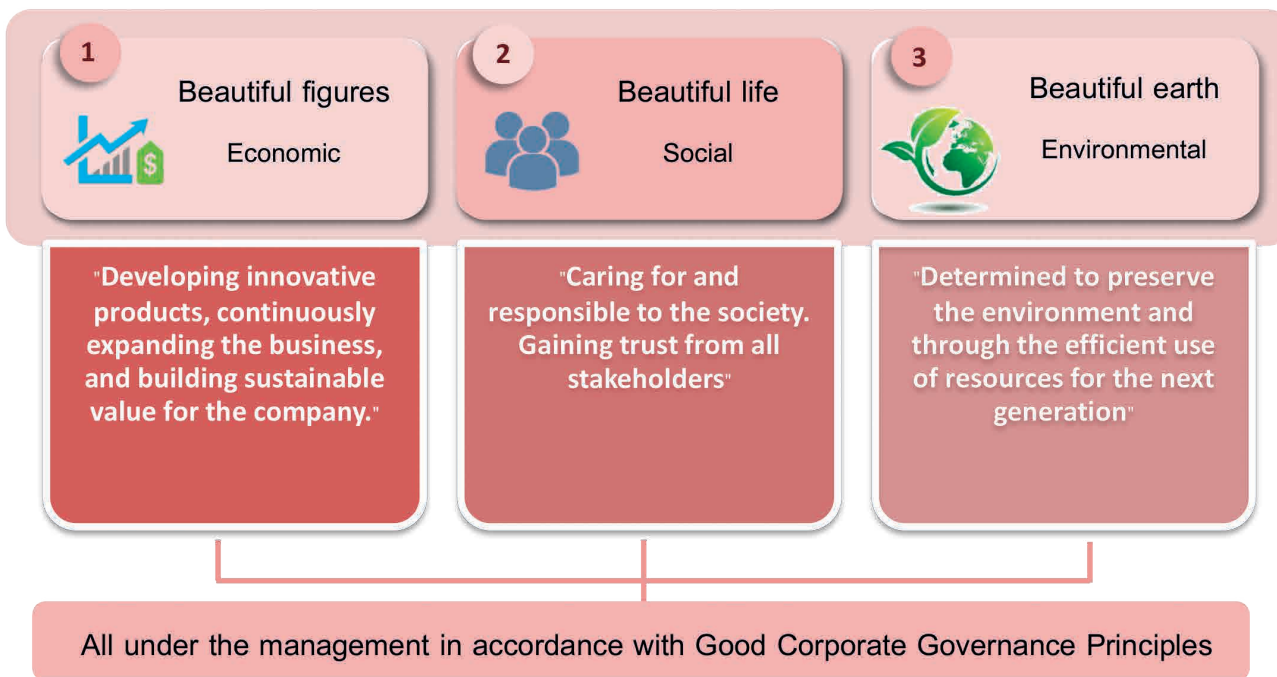 1
Beautiful figures
Economic
"Developing innovative
products, continuously
expanding the business,
and building sustainable
value for the company."
2
Beautiful life
Social
"Caring for and
responsible to the society.
Gaining trust from all
stakeholders"
3
Beautiful earth
Environmental
"Determined to preserve
the environment and
through the efficient use
of resources for the next
generation"
All under the management in accordance with Good Corporate Governance Principles